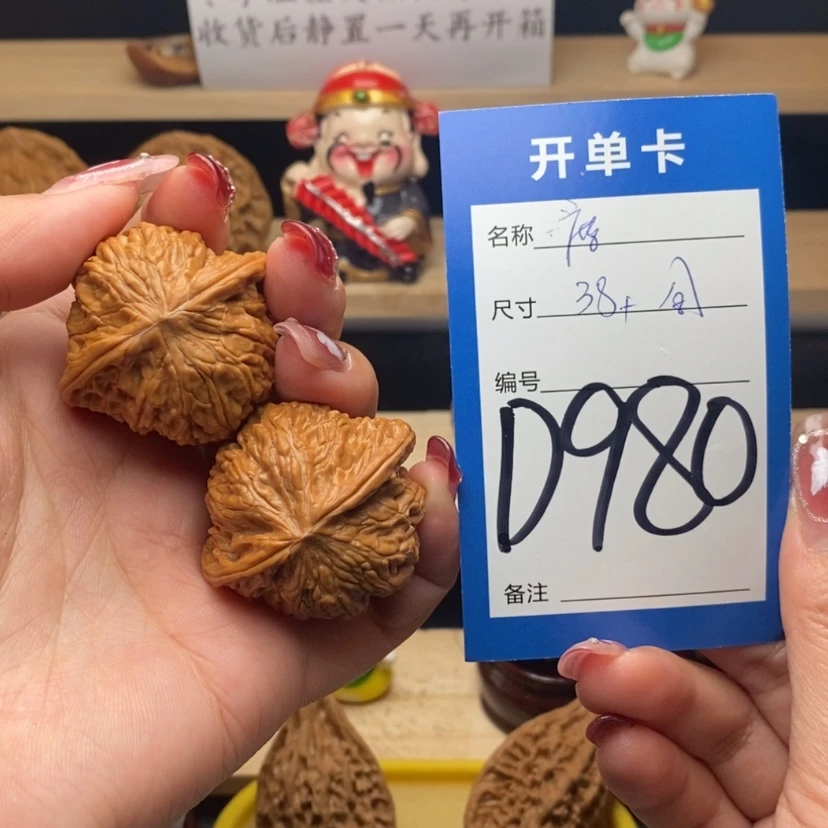 收货后静置一天再开箱
开单卡
名称
尺寸 38+
编号
D980
备注